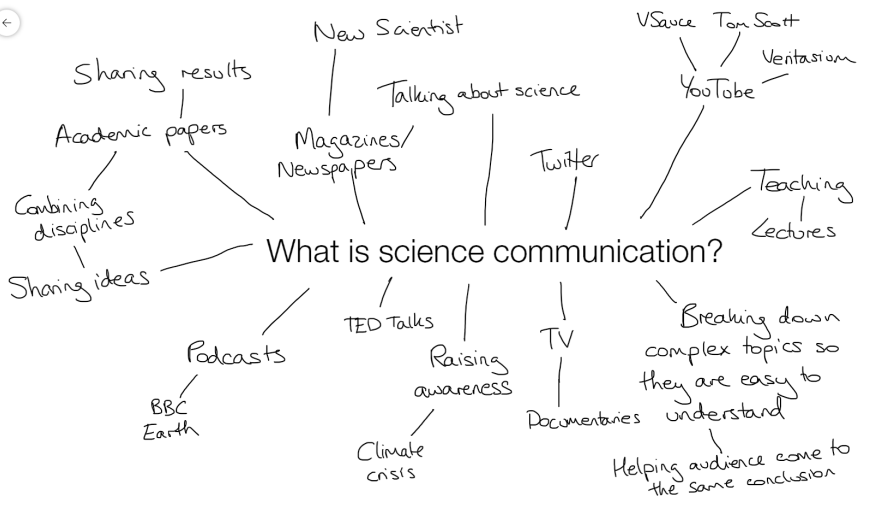 VSauce Tom Scott
New Scientist
Veritasium
Sharing results
YouTube
Talking about science
Academic papers
Magazines/
Newspapers
Twitter
Teaching
Combining
disciplines
Lectures
What is science communication?
Sharing ideas
TED Talks
Breaking down
complex topics so
they are easy to
understand
TV
Podcasts
Raising
awareness
BBC
Earth
Documentaries
Climate
crisis
Helping audience come to
the same conclusion